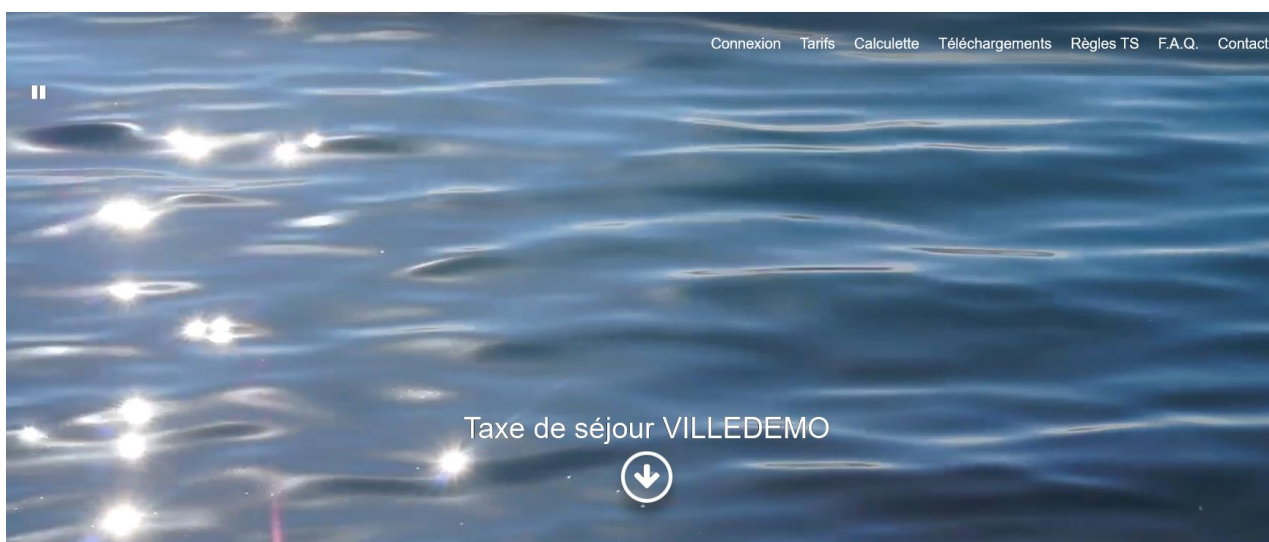 Connexion Tarifs Calculette Téléchargements Règles TS F.A.Q. Contact
Taxe de séjour VILLEDEMO